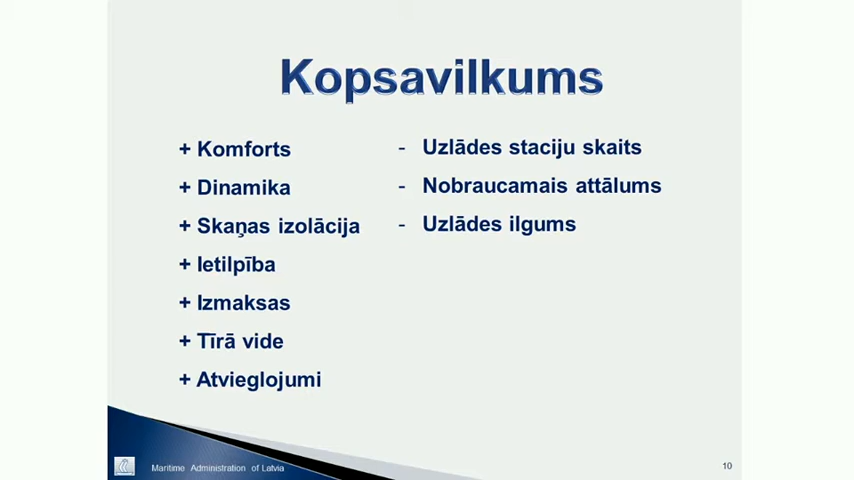 Kopsavilkums
+ Komforts
+ Dinamika
+ Skaņas izolācija
+ Ietilpība
+ Izmaksas
+ Tīrā vide
+ Atvieglojumi
- Uzlādes staciju skaits
- Nobraucamais attālums
- Uzlādes ilgums
Maritime Administration of Latvia
10